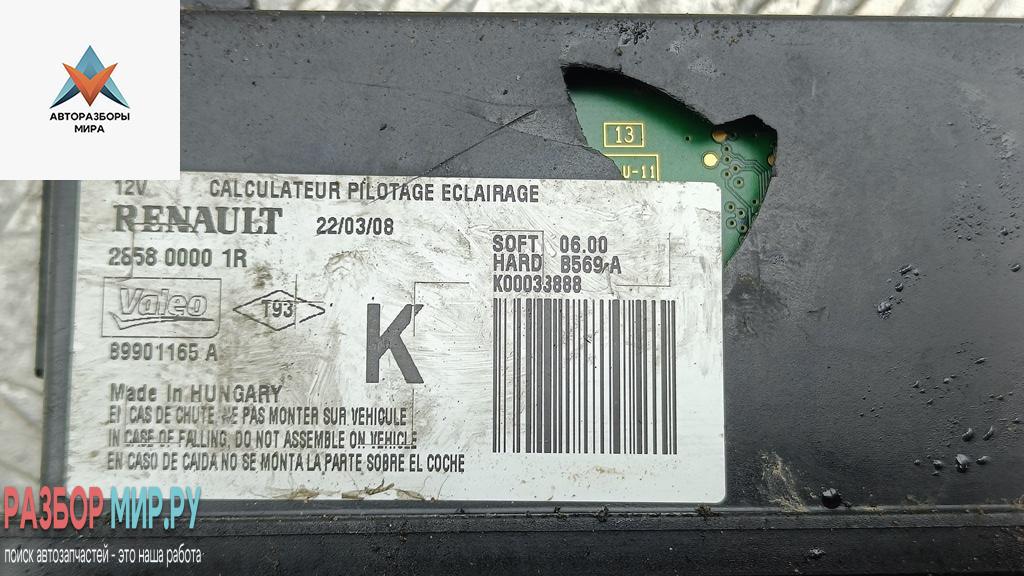 АВТОРАЗБОРЫ
МИРА
13
U-11
12V CALCULATEUR PILOTAGE ECLAIRAGE
RENAULT 22/03/08
2858 0000 1R
SOFT 06.00
HARD B569 A
K00033888
Valeo
T93
K
89901165 A
Made in HUNGARY
EN CAS DE CHUTE, NE PAS MONTER SUR VEHICULE
IN CASE OF FALLING, DO NOT ASSEMBLE ON VEHICLE
EN CASO DE CAIDA NO SE MONTA LA PARTE SOBRE EL COCHE
РАЗБОР МИР.РУ
поиск автозапчастей - это наша работа